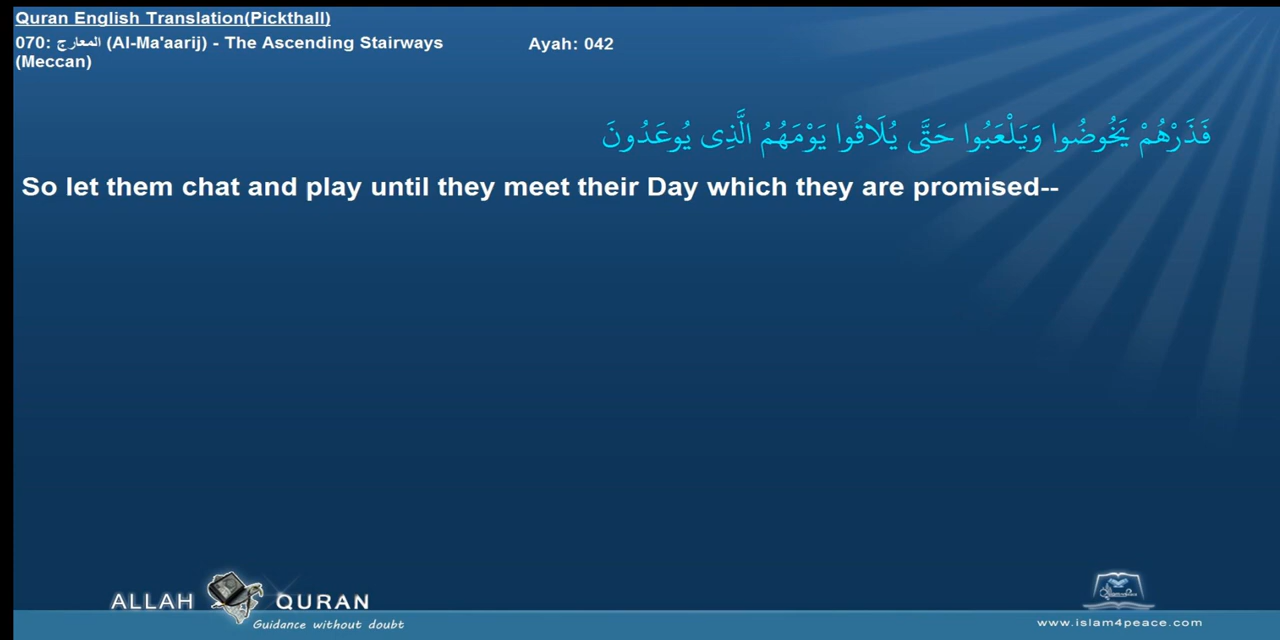 Quran English Translation(Pickthall)
070: المعارج (Al-Ma'aarij) - The Ascending Stairways
(Meccan)
Ayah: 042
فَذَرْهُمْ يَخُوضُوا وَيَلْعَبُوا حَتَّى يُلَاقُوا يَوْمَهُمُ الَّذِى يُوعَدُونَ
So let them chat and play until they meet their Day which they are promised--
ALLAH QURAN
Guidance without doubt
www.islam4peace.com